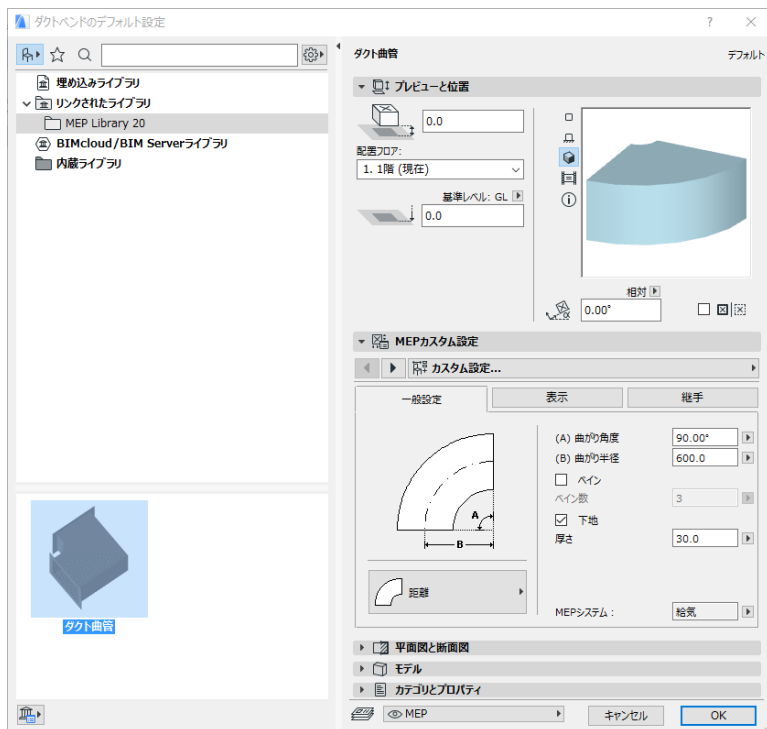 ダクトベンドのデフォルト設定
?
埋め込みライブラリ
リンクされたライブラリ
MEP Library 20
BIMcloud/BIM Serverライブラリ
内蔵ライブラリ
ダクト曲管
ダクト曲管
デフォルト
プレビューと位置
0.0
配置フロア:
1. 1階 (現在)
基準レベル: GL
0.0
相対
α
0.00°
MEPカスタム設定
カスタム設定...
一般設定
表示
継手
A
B
(A) 曲がり角度
90.00°
(B) 曲がり半径
600.0
ベイン
ベイン数
3
下地
厚さ
30.0
距離
MEPシステム :
給気
平面図と断面図
モデル
カテゴリとプロパティ
MEP
キャンセル
OK